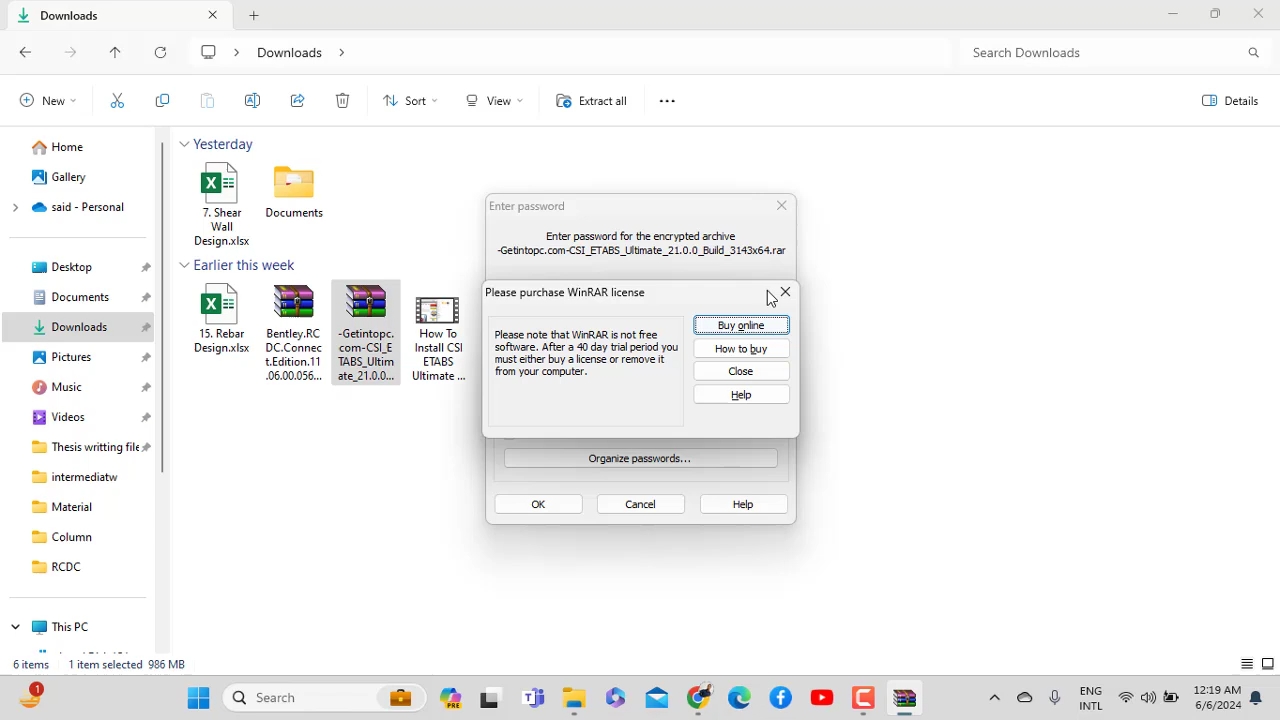 Downloads
Downloads
Search Downloads
New
Sort
View
Extract all
Details
Home
Gallery
said - Personal
Desktop
Documents
Downloads
Pictures
Music
Videos
Thesis writting file
intermediatw
Material
Column
RCDC
This PC
Yesterday
7. Shear
Wall
Design.xlsx
Documents
Earlier this week
15. Rebar
Design.xlsx
Bentley.RC
DC.Connec
t.Edition.11
.06.00.056...
-Getintopc.
com-CSI_E
TABS_Ultim
ate_21.0.0...
How To
Install CSI
ETABS
Ultimate ...
Enter password
Enter password for the encrypted archive
-Getintopc.com-CSI_ETABS_Ultimate_21.0.0_Build_3143x64.rar
Please purchase WinRAR license
Please note that WinRAR is not free
software. After a 40 day trial period you
must either buy a license or remove it
from your computer.
Buy online
How to buy
Close
Help
Organize passwords...
OK
Cancel
Help
6 items
1 item selected 986 MB
1
Search
PRE
ENG
INTL
12:19 AM
6/6/2024